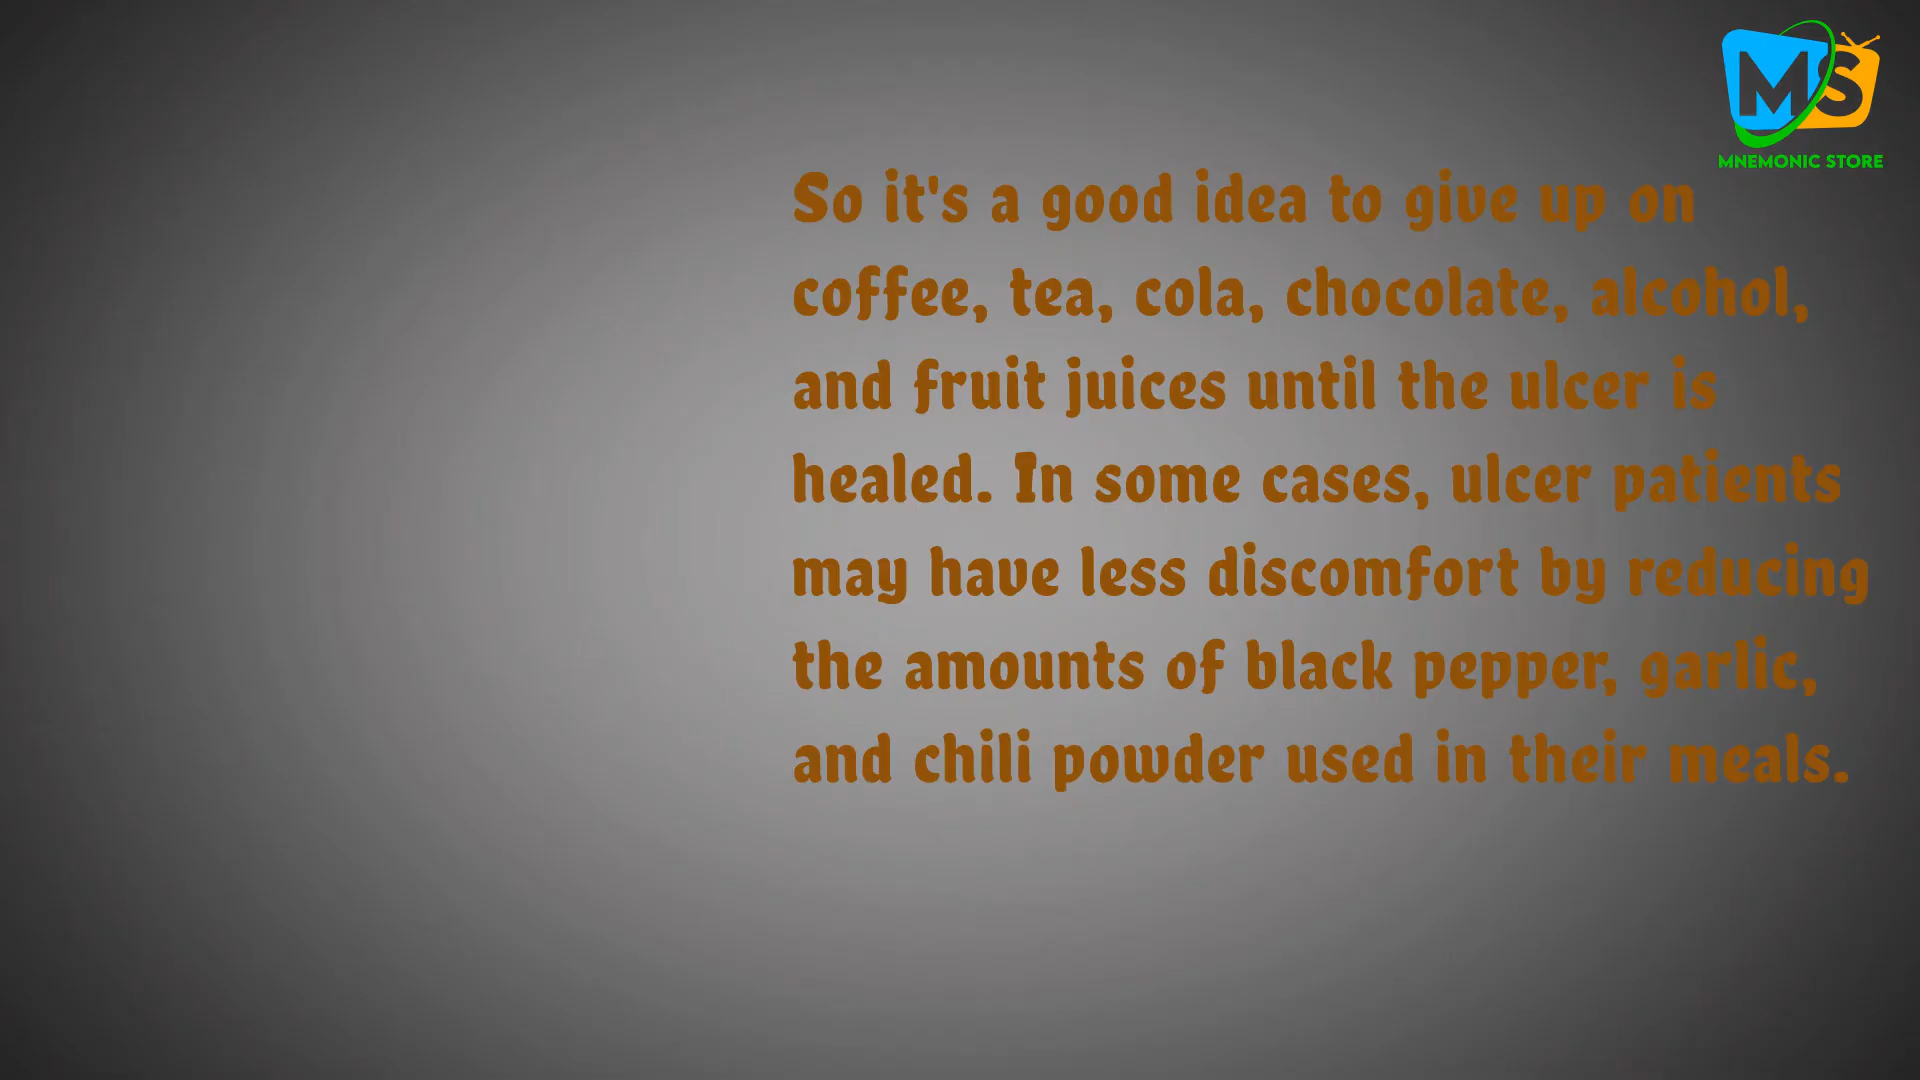 MS
MNEMONIC STORE
So it's a good idea to give up on
coffee, tea, cola, chocolate, alcohol,
and fruit juices until the ulcer is
healed. In some cases, ulcer patients
may have less discomfort by reducing
the amounts of black pepper, garlic,
and chili powder used in their meals.